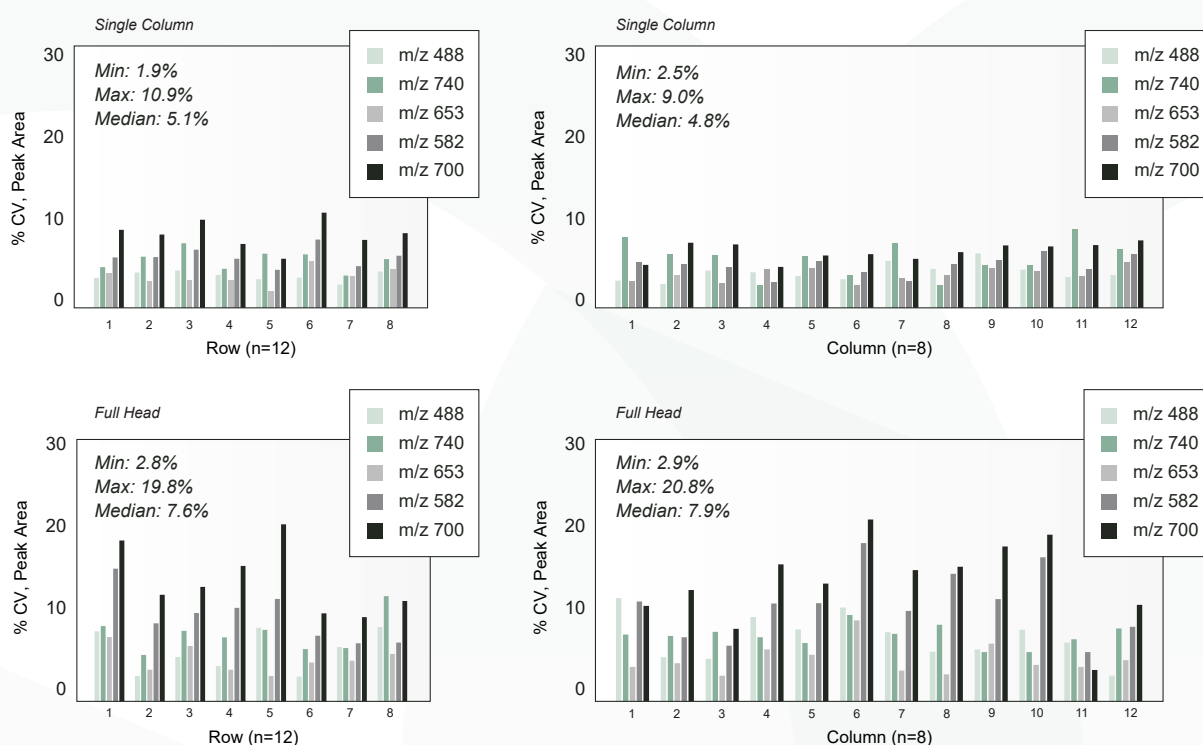 Single Column
% CV, Peak Area
30
20
10
0
Min: 1.9%
Max: 10.9%
Median: 5.1%
m/z 488
m/z 740
m/z 653
m/z 582
m/z 700
1 2 3 4 5 6 7 8
Row (n=12)
Single Column
% CV, Peak Area
30
20
10
0
Min: 2.5%
Max: 9.0%
Median: 4.8%
m/z 488
m/z 740
m/z 653
m/z 582
m/z 700
1 2 3 4 5 6 7 8 9 10 11 12
Column (n=8)
Full Head
% CV, Peak Area
30
20
10
0
Min: 2.8%
Max: 19.8%
Median: 7.6%
m/z 488
m/z 740
m/z 653
m/z 582
m/z 700
1 2 3 4 5 6 7 8
Row (n=12)
Full Head
% CV, Peak Area
30
20
10
0
Min: 2.9%
Max: 20.8%
Median: 7.9%
m/z 488
m/z 740
m/z 653
m/z 582
m/z 700
1 2 3 4 5 6 7 8 9 10 11 12
Column (n=8)